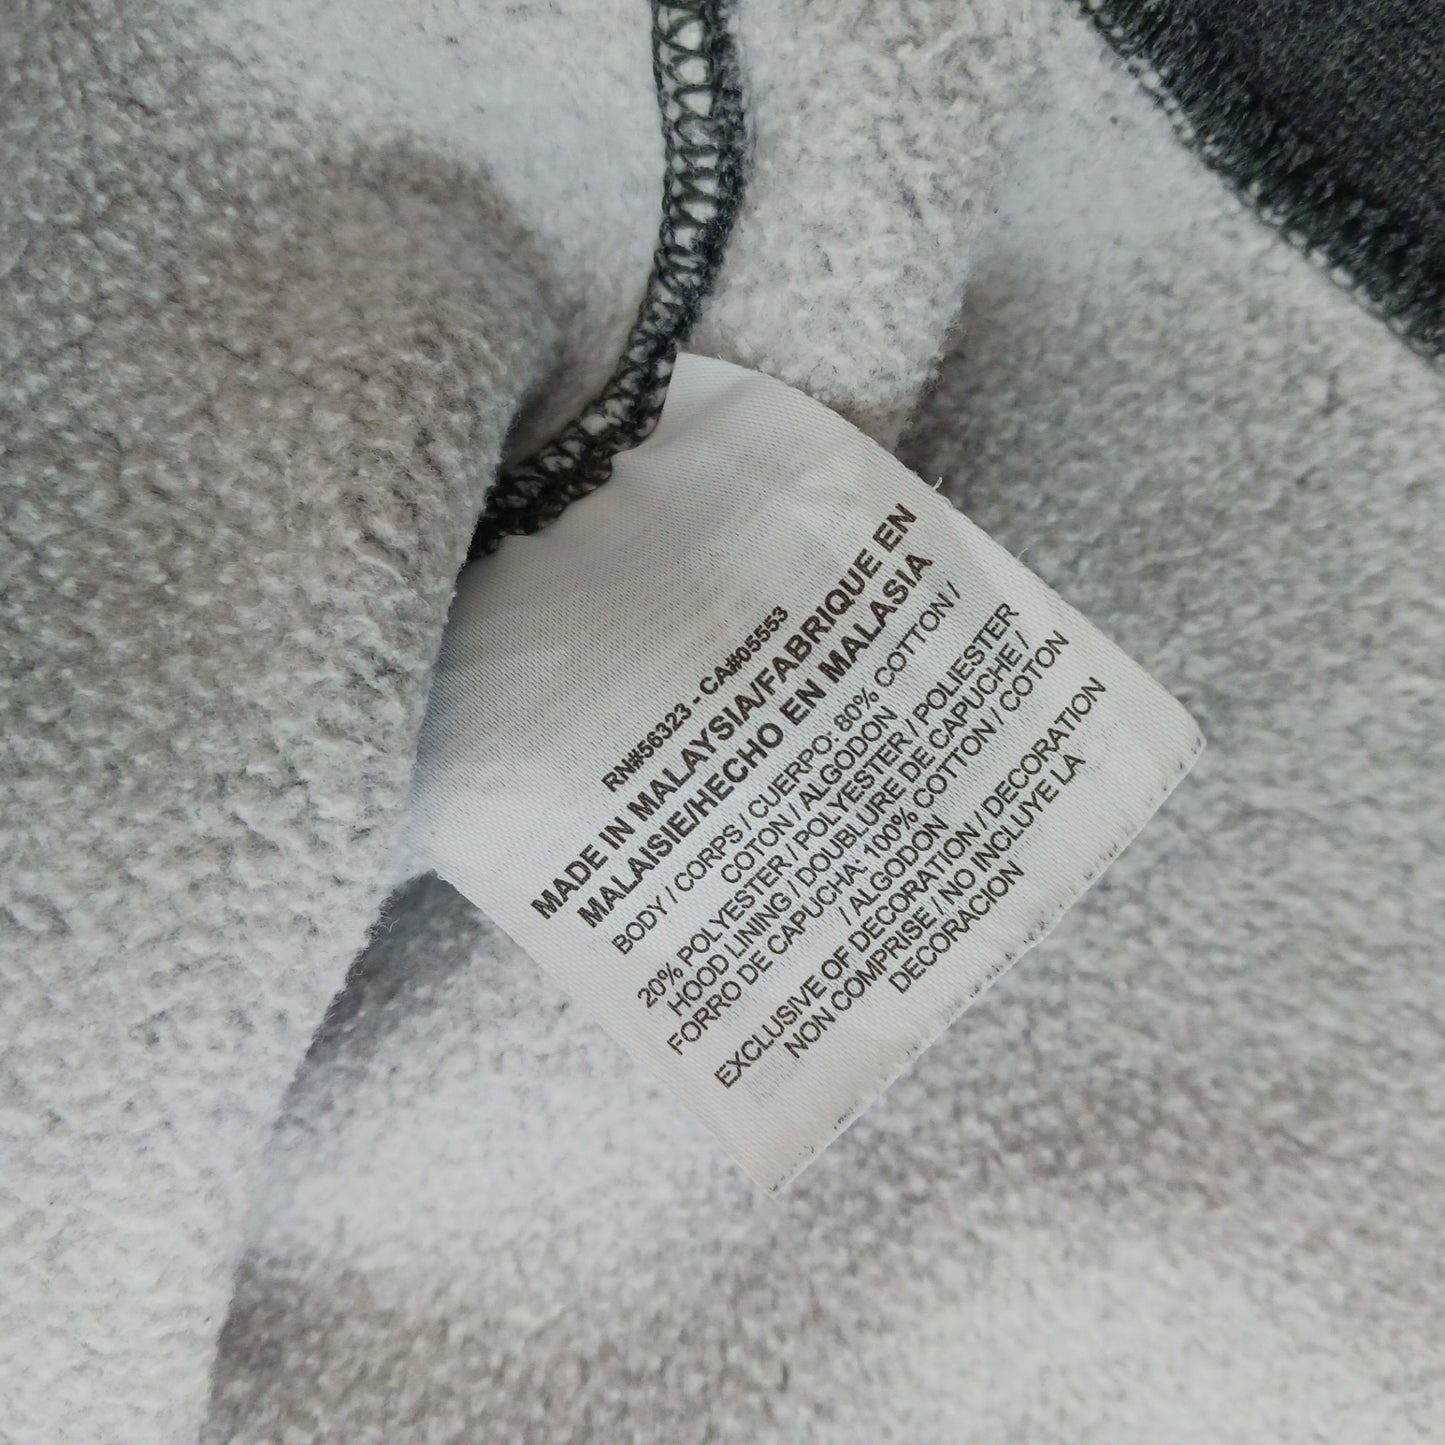 RN#56323 - CA#05553
MADE IN MALAYSIA/FABRIQUE EN
MALAISIE/HECHO EN MALASIA
BODY / CORPS / CUERPO: 80% COTTON /
COTON / ALGODON
20% POLYESTER / POLYESTER / POLIESTER
HOOD LINING / DOUBLURE DE CAPUCHE /
FORRO DE CAPUCHA: 100% COTTON / COTON
/ ALGODON
EXCLUSIVE OF DECORATION / DECORATION
NON COMPRISE / NO INCLUYE LA
DECORACION